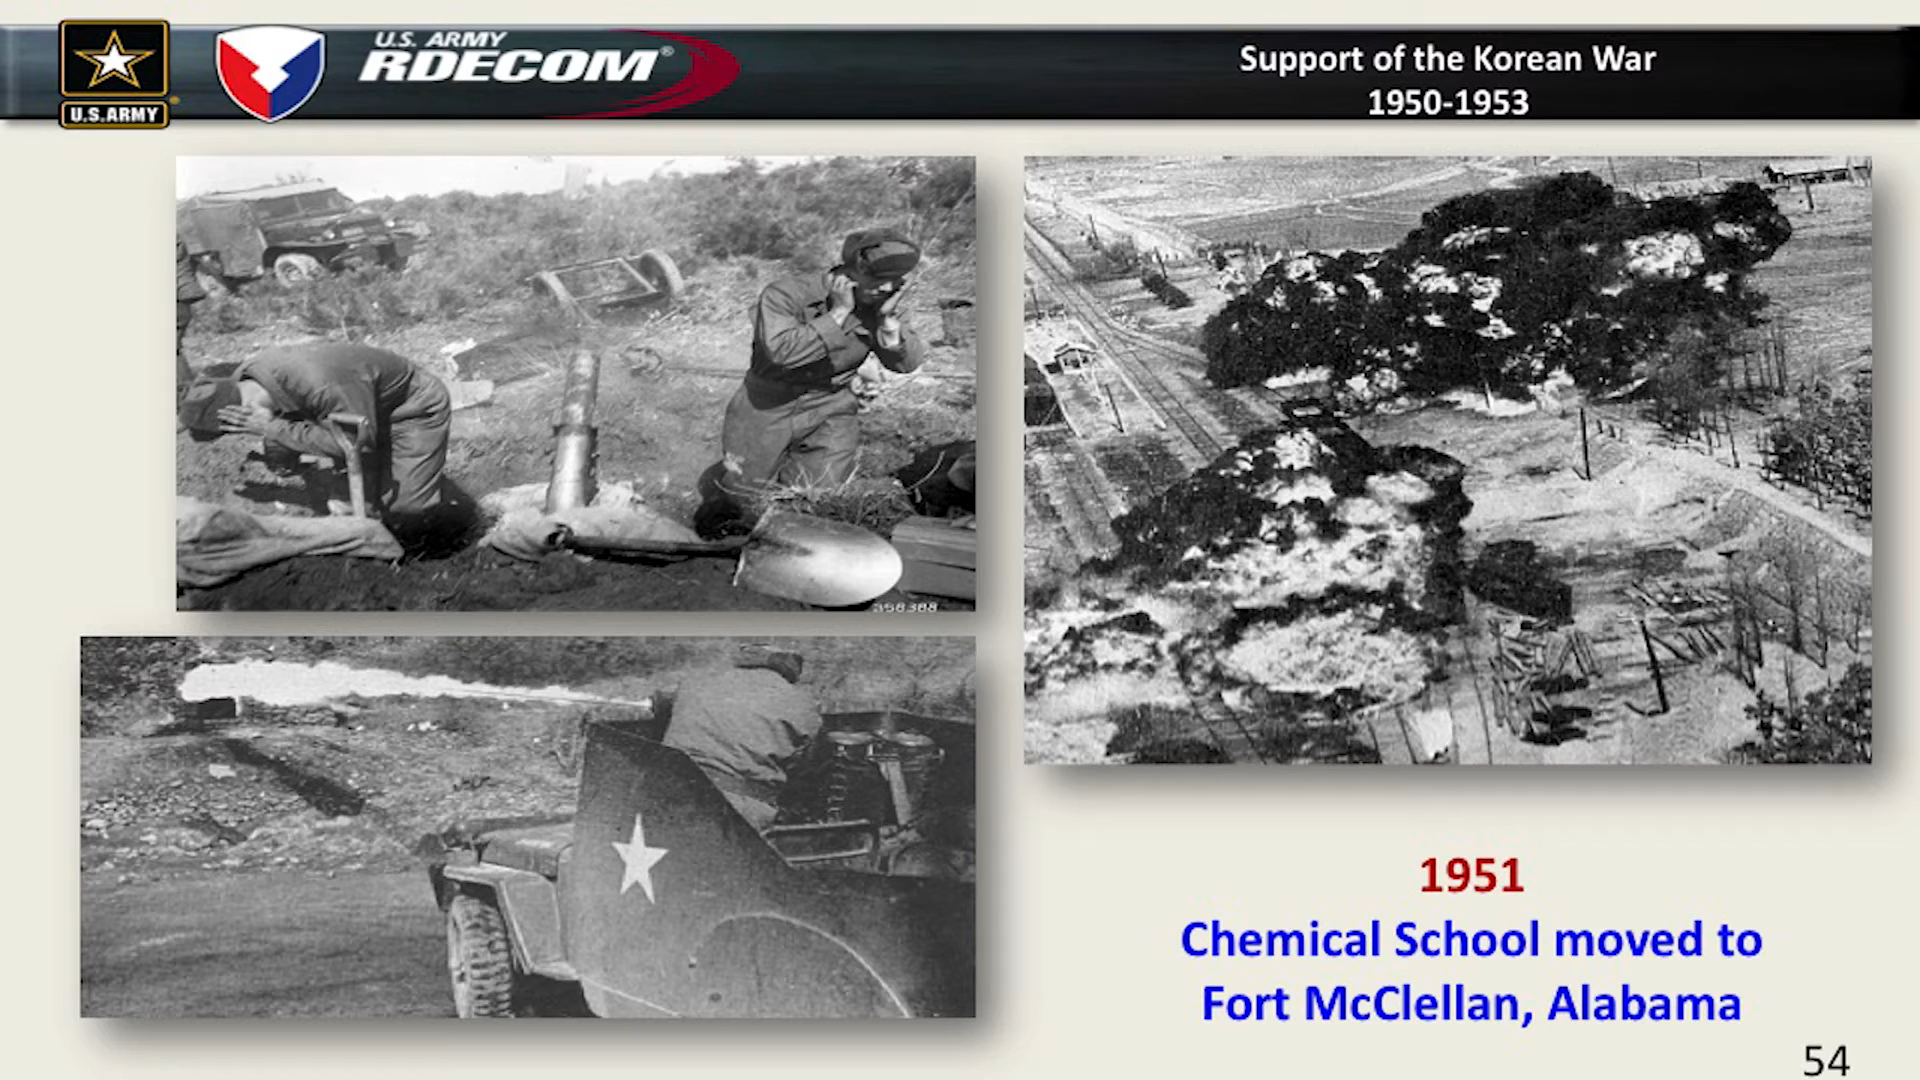 U.S. ARMY
U.S. ARMY
RDECOM®
Support of the Korean War
1950-1953
398388
1951
Chemical School moved to
Fort McClellan, Alabama
54